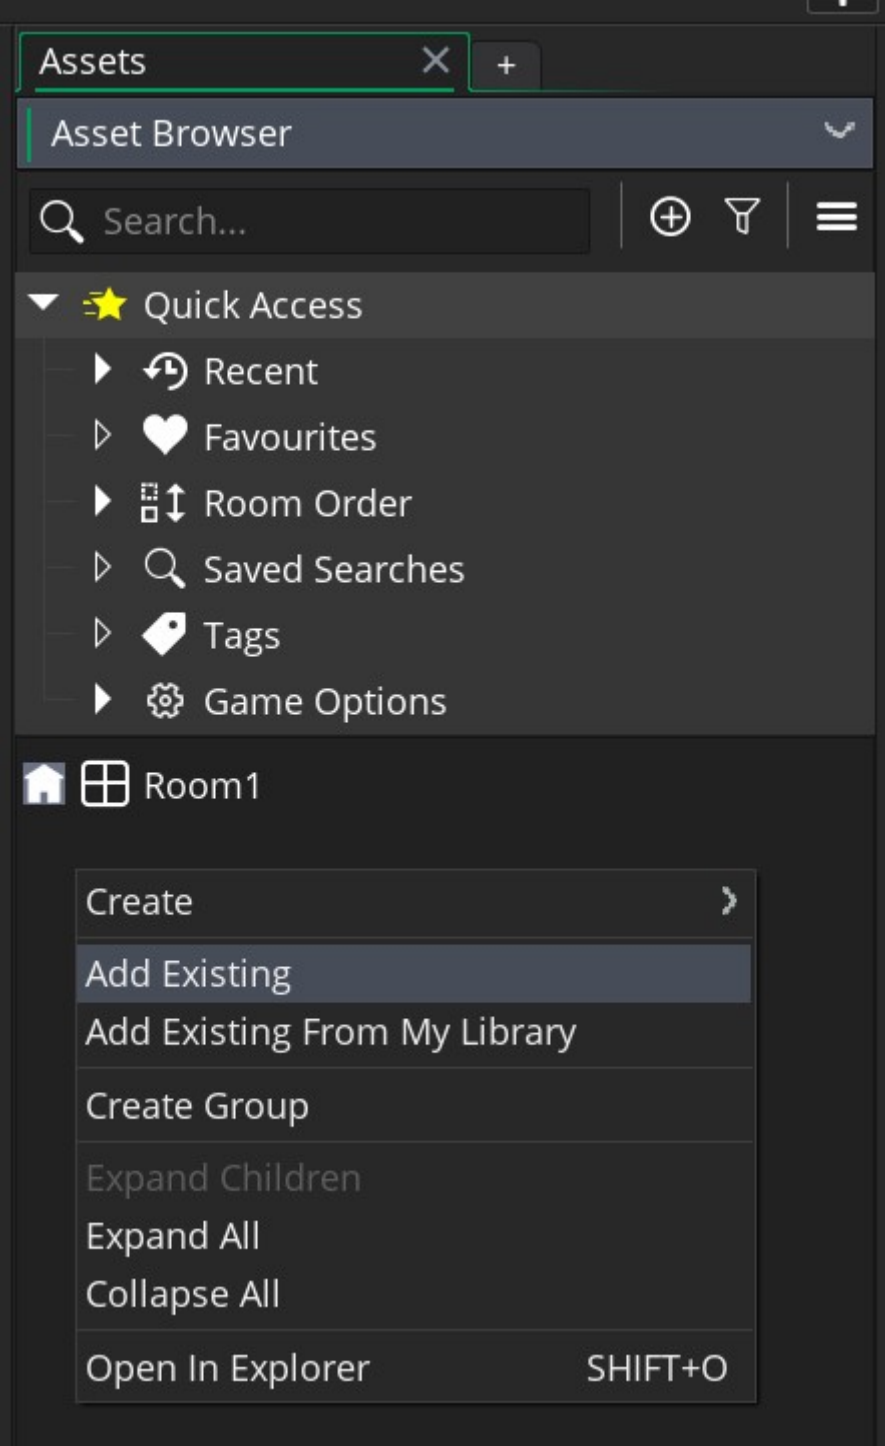 Assets
+
Asset Browser
Search...
Quick Access
Recent
Favourites
Room Order
Saved Searches
Tags
Game Options
Room1
Create
Add Existing
Add Existing From My Library
Create Group
Expand Children
Expand All
Collapse All
Open In Explorer SHIFT+O